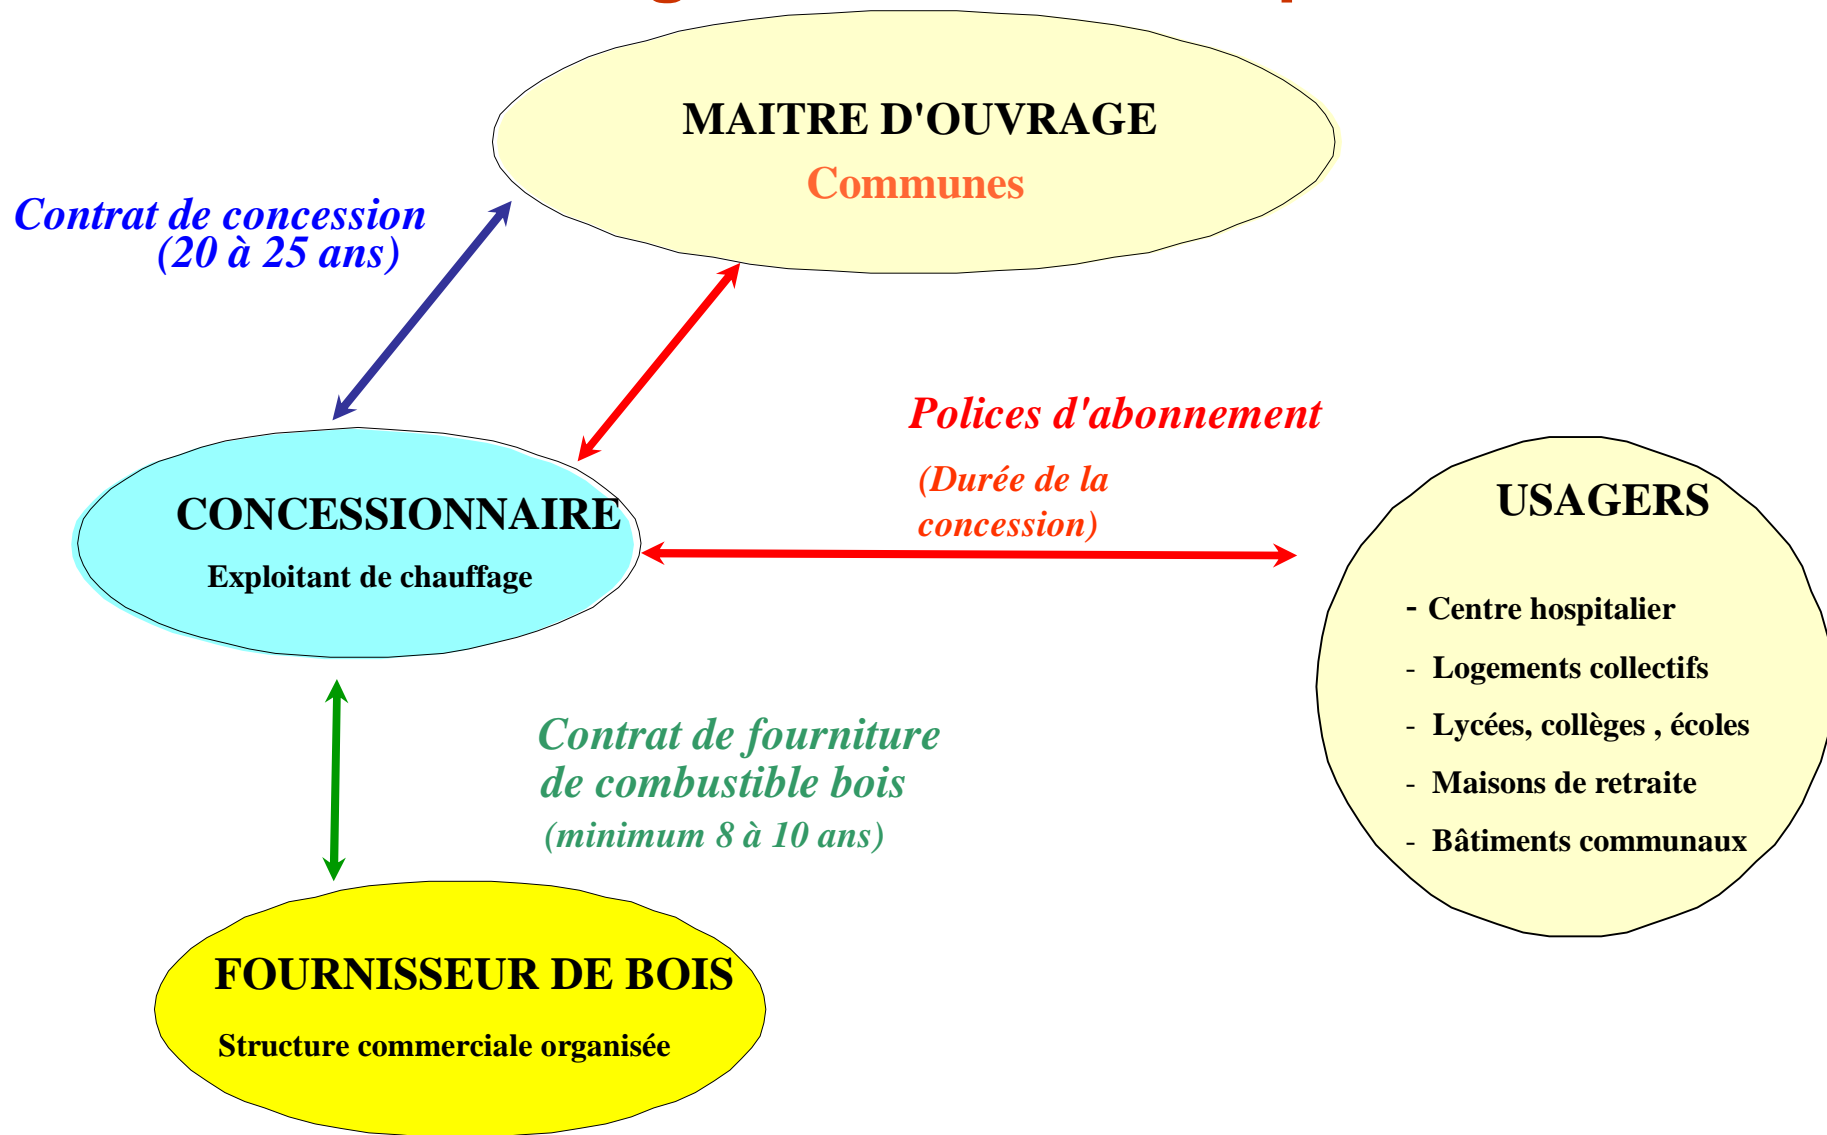 MAITRE D'OUVRAGE
Communes
Contrat de concession
(20 à 25 ans)
Polices d'abonnement
(Durée de la
concession)
CONCESSIONNAIRE
Exploitant de chauffage
USAGERS
- Centre hospitalier
- Logements collectifs
- Lycées, collèges , écoles
- Maisons de retraite
- Bâtiments communaux
Contrat de fourniture
de combustible bois
(minimum 8 à 10 ans)
FOURNISSEUR DE BOIS
Structure commerciale organisée